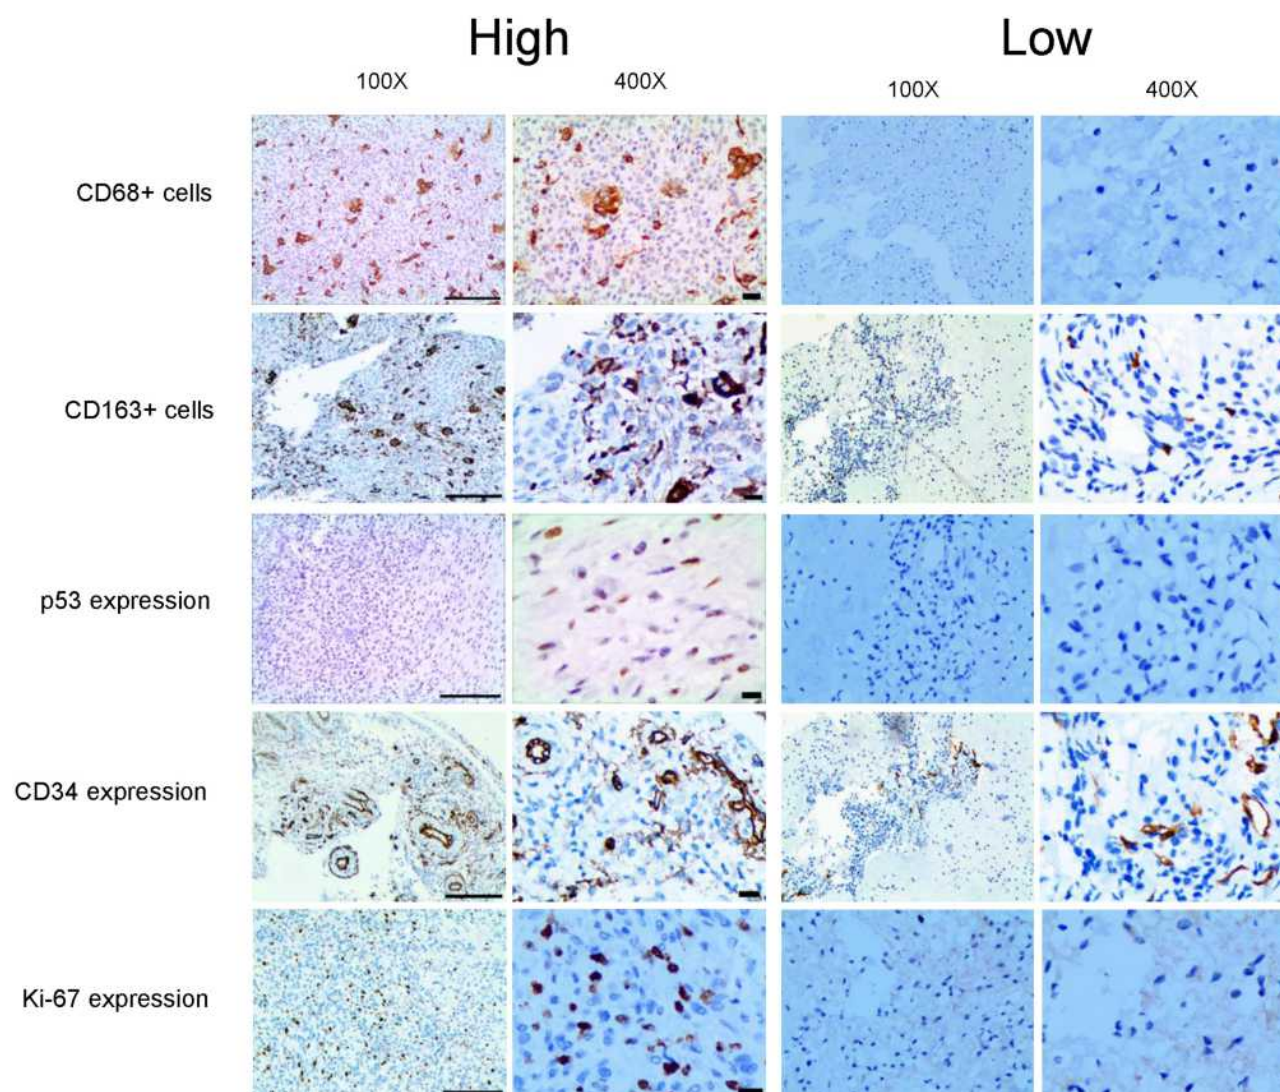 High
Low
100X
400X
100X
400X
CD68+ cells
CD163+ cells
p53 expression
CD34 expression
Ki-67 expression